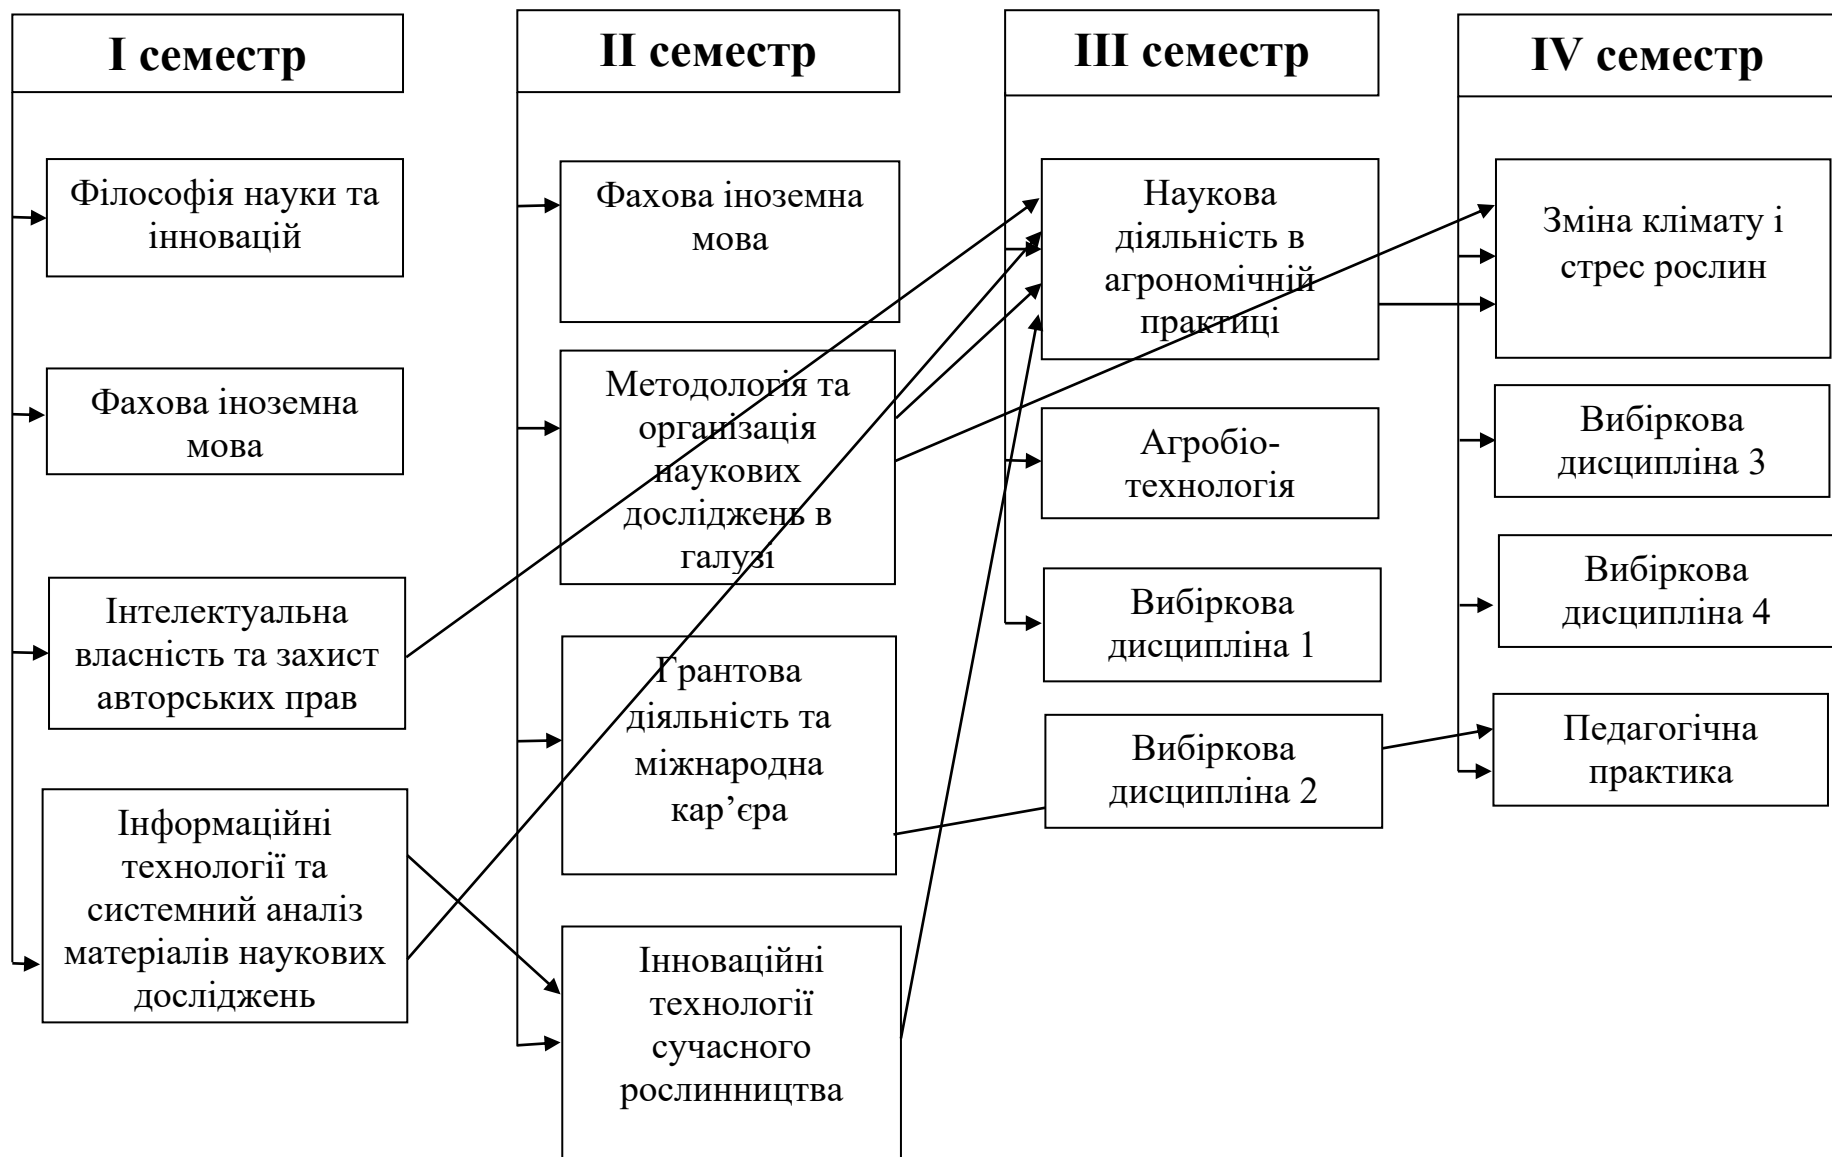 I семестр
Філософія науки та
інновацій
Фахова іноземна
мова
Інтелектуальна
власність та захист
авторських прав
Інформаційні
технології та
системний аналіз
матеріалів наукових
досліджень
II семестр
Фахова іноземна
мова
Методологія та
організація
наукових
досліджень в
галузі
Грантова
діяльність та
міжнародна
кар’єра
Інноваційні
технології
сучасного
рослинництва
III семестр
Наукова
діяльність в
агрономічній
практиці
Агробіо-
технологія
Вибіркова
дисципліна 1
Вибіркова
дисципліна 2
IV семестр
Зміна клімату і
стрес рослин
Вибіркова
дисципліна 3
Вибіркова
дисципліна 4
Педагогічна
практика